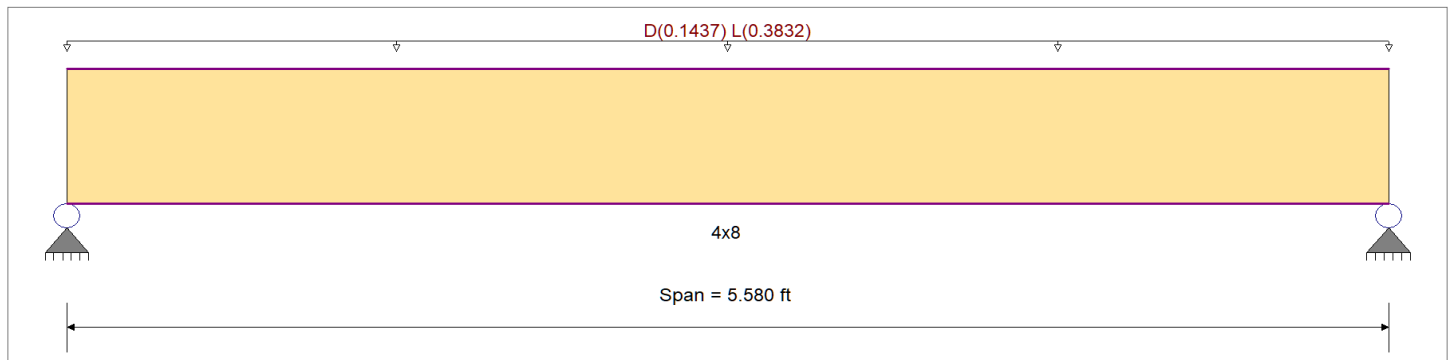 D(0.1437) L(0.3832)
4x8
Span = 5.580 ft